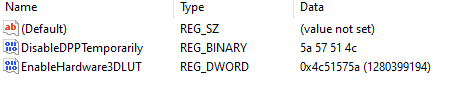 Name Type Data
(Default) REG_SZ (value not set)
DisableDPPTemporarily REG_BINARY 5a 57 51 4c
EnableHardware3DLUT REG_DWORD 0x4c51575a (1280399194)